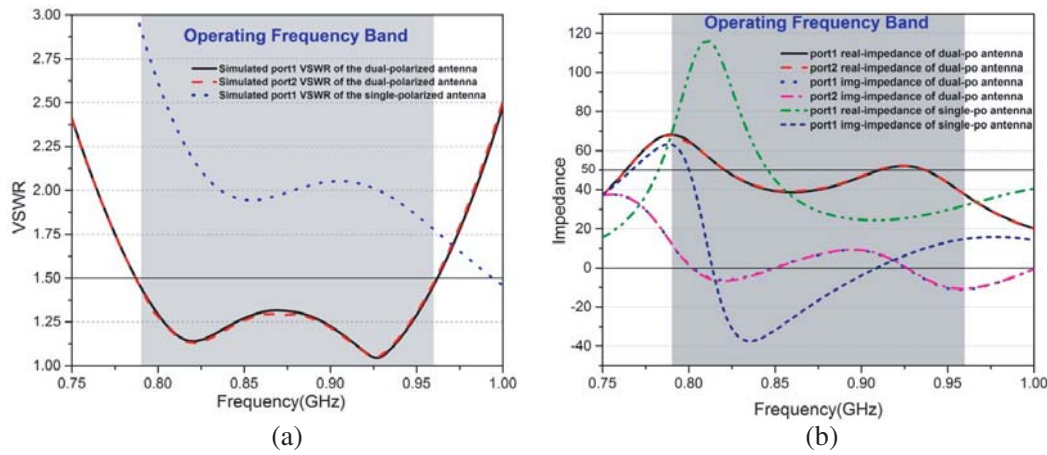 3.00
2.75
2.50
2.25
2.00
1.75
1.50
1.25
1.00
VSWR
Operating Frequency Band
Simulated port1 VSWR of the dual-polarized antenna
Simulated port2 VSWR of the dual-polarized antenna
Simulated port1 VSWR of the single-polarized antenna
0.75 0.80 0.85 0.90 0.95 1.00
Frequency(GHz)
(a)
120
100
80
60
50
40
20
0
-20
-40
Impedance
Operating Frequency Band
port1 real-impedance of dual-po antenna
port2 real-impedance of dual-po antenna
port1 img-impedance of dual-po antenna
port2 img-impedance of dual-po antenna
port1 real-impedance of single-po antenna
port1 img-impedance of single-po antenna
0.75 0.80 0.85 0.90 0.95 1.00
Frequency(GHz)
(b)